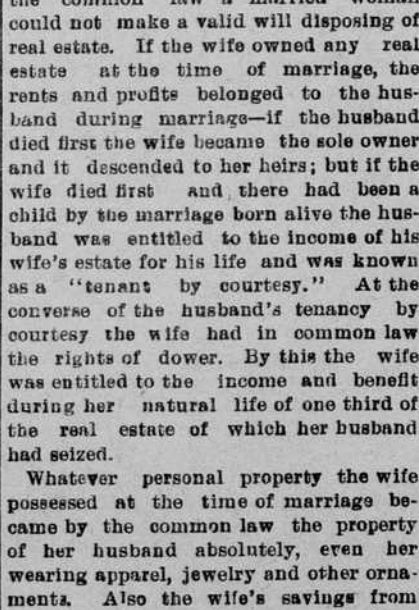 the common law a married woman
could not make a valid will disposing of
real estate. If the wife owned any real
estate at the time of marriage, the
rents and profits belonged to the hus-
band during marriage—if the husband
died first the wife became the sole owner
and it descended to her heirs; but if the
wife died first and there had been a
child by the marriage born alive the hus-
band was entitled to the income of his
wife's estate for his life and was known
as a "tenant by courtesy." At the
converse of the husband's tenancy by
courtesy the wife had in common law
the rights of dower. By this the wife
was entitled to the income and benefit
during her natural life of one third of
the real estate of which her husband
had seized.
Whatever personal property the wife
possessed at the time of marriage be-
came by the common law the property
of her husband absolutely, even her
wearing apparel, jewelry and other orna-
ments. Also the wife's savings from